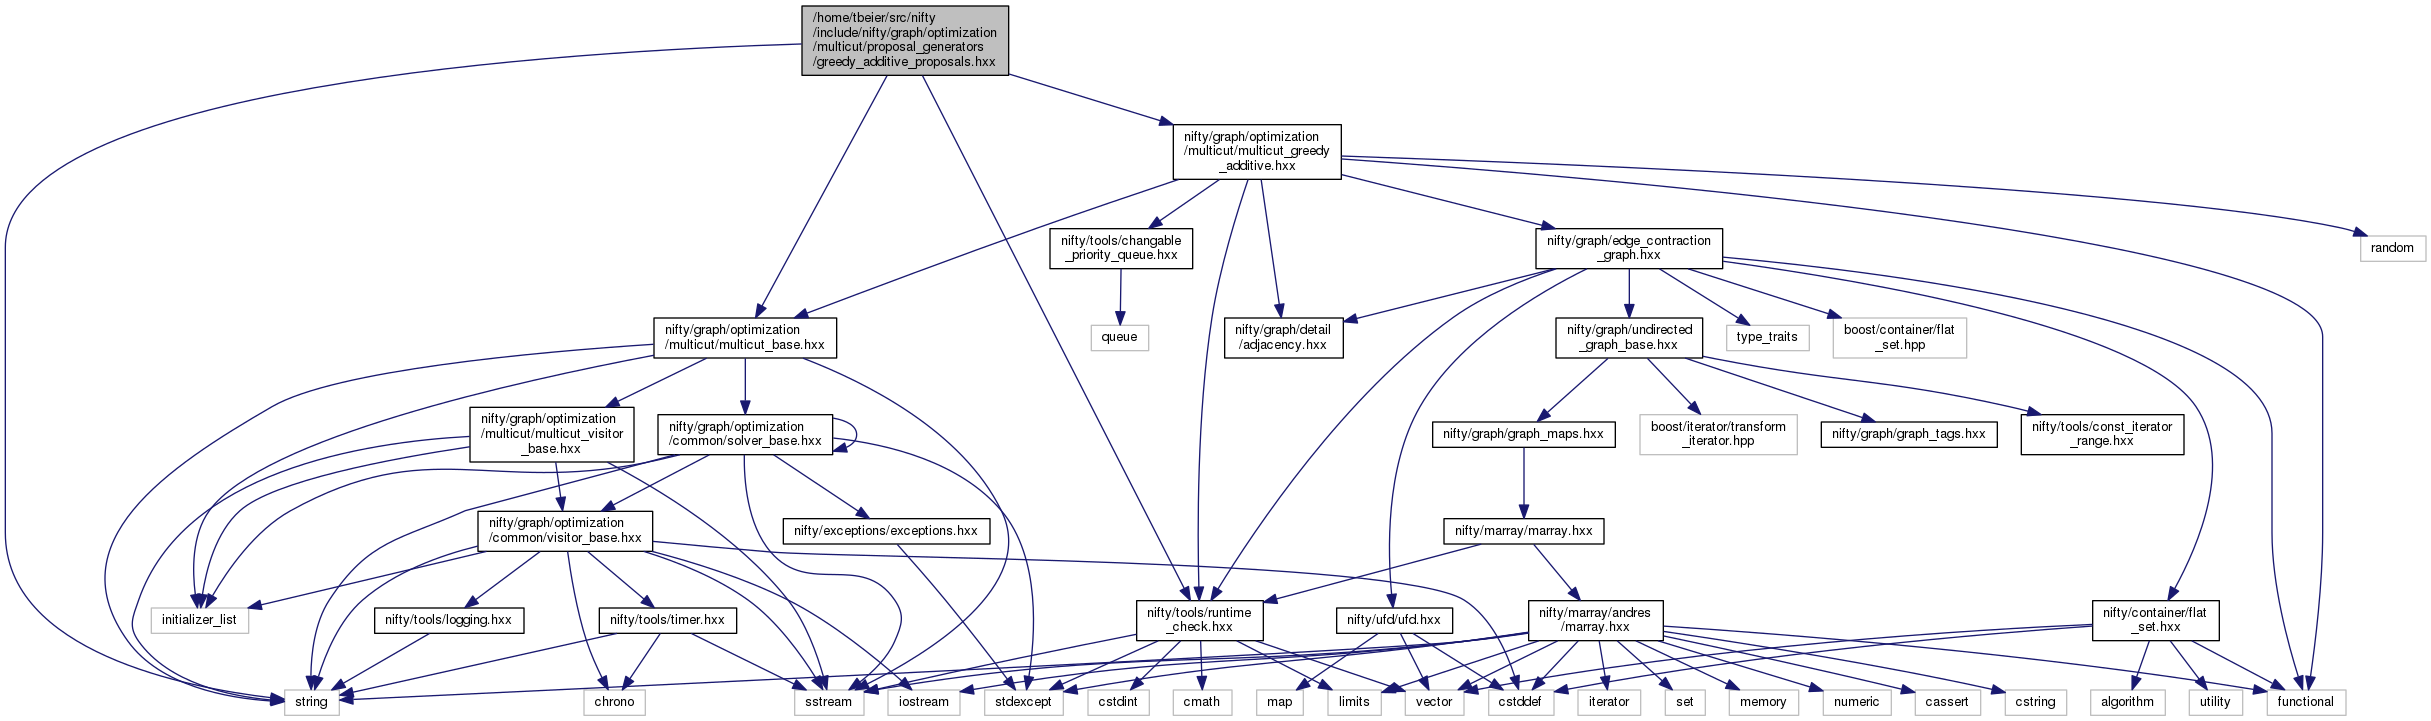 /home/tbeier/src/nifty
/include/nifty/graph/optimization
/multicut/proposal_generators
/greedy_additive_proposals.hxx
nifty/graph/optimization
/multicut/multicut_greedy
_additive.hxx
nifty/tools/changable
_priority_queue.hxx
nifty/graph/edge_contraction
_graph.hxx
random
nifty/graph/optimization
/multicut/multicut_base.hxx
queue
nifty/graph/detail
/adjacency.hxx
nifty/graph/undirected
_graph_base.hxx
type_traits
boost/container/flat
_set.hpp
nifty/graph/optimization
/multicut/multicut_visitor
_base.hxx
nifty/graph/optimization
/common/solver_base.hxx
nifty/graph/graph_maps.hxx
boost/iterator/transform
_iterator.hpp
nifty/graph/graph_tags.hxx
nifty/tools/const_iterator
_range.hxx
nifty/graph/optimization
/common/visitor_base.hxx
nifty/exceptions/exceptions.hxx
nifty/marray/marray.hxx
initializer_list
nifty/tools/logging.hxx
nifty/tools/timer.hxx
nifty/tools/runtime
_check.hxx
nifty/ufd/ufd.hxx
nifty/marray/andres
/marray.hxx
nifty/container/flat
_set.hxx
string
chrono
sstream
iostream
stdexcept
cstdint
cmath
map
limits
vector
cstddef
iterator
set
memory
numeric
cassert
cstring
algorithm
utility
functional